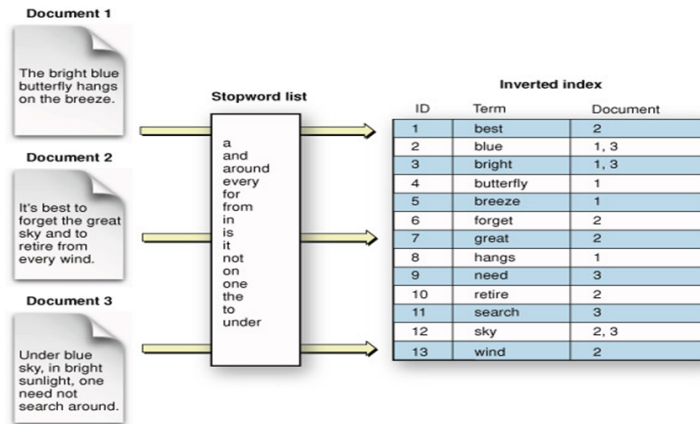 Document 1
The bright blue
butterfly hangs
on the breeze.
Document 2
It's best to
forget the great
sky and to
retire from
every wind.
Document 3
Under blue
sky, in bright
sunlight, one
need not
search around.
Stopword list
a
and
around
every
for
from
in
is
it
not
on
one
the
to
under
Inverted index
ID Term Document
1 best 2
2 blue 1, 3
3 bright 1, 3
4 butterfly 1
5 breeze 1
6 forget 2
7 great 2
8 hangs 1
9 need 3
10 retire 2
11 search 3
12 sky 2, 3
13 wind 2